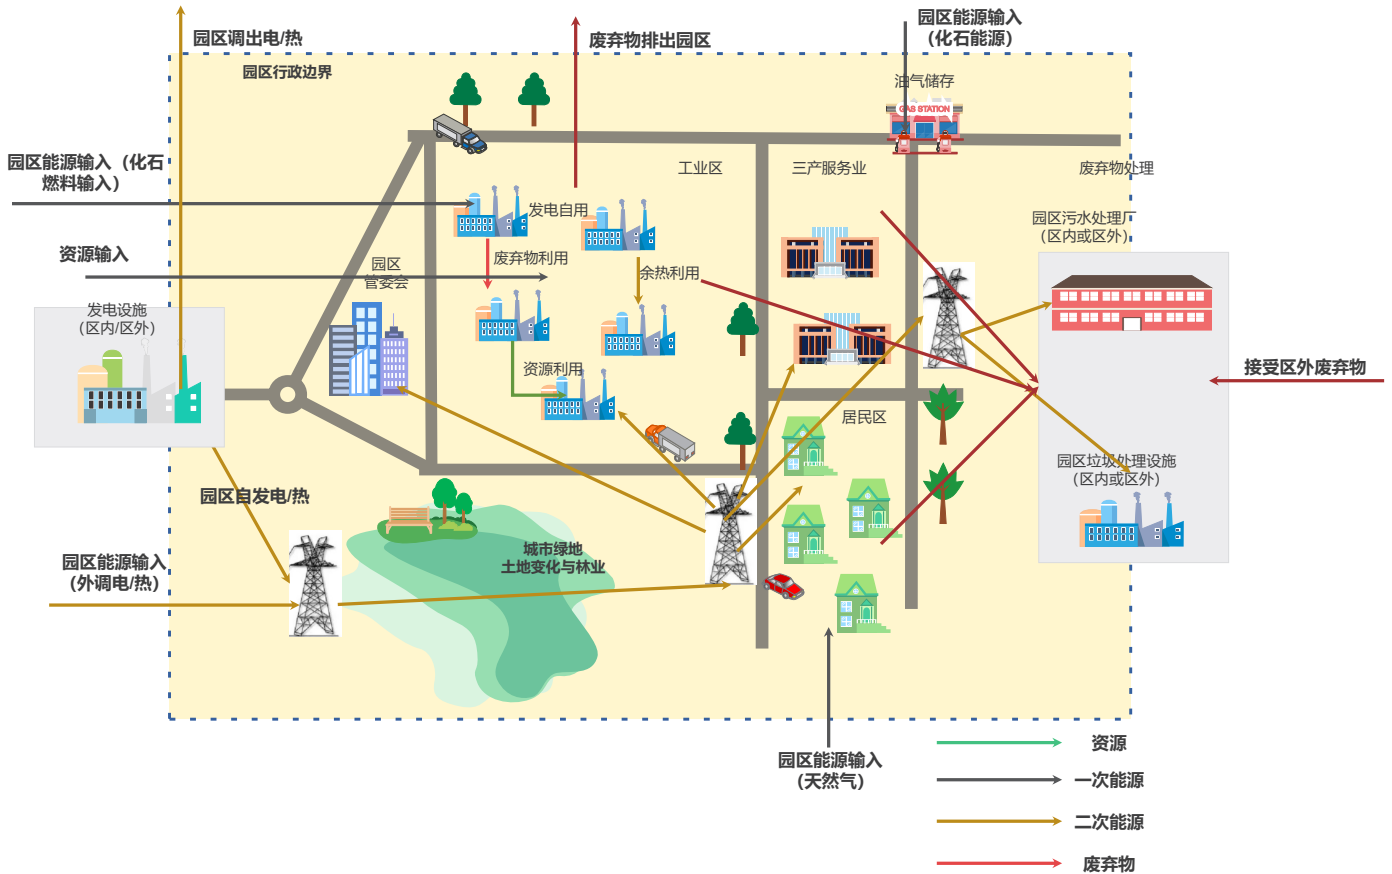 园区调出电/热
废弃物排出园区
园区能源输入
（化石能源）
园区行政边界
油气储存
GAS STATION
园区能源输入（化石
燃料输入）
工业区
三产服务业
废弃物处理
发电自用
园区污水处理厂
（区内或区外）
资源输入
废弃物利用
园区
管委会
余热利用
发电设施
（区内/区外）
资源利用
接受区外废弃物
居民区
园区垃圾处理设施
（区内或区外）
园区自发电/热
城市绿地
土地变化与林业
园区能源输入
（外调电/热）
园区能源输入
（天然气）
资源
一次能源
二次能源
废弃物